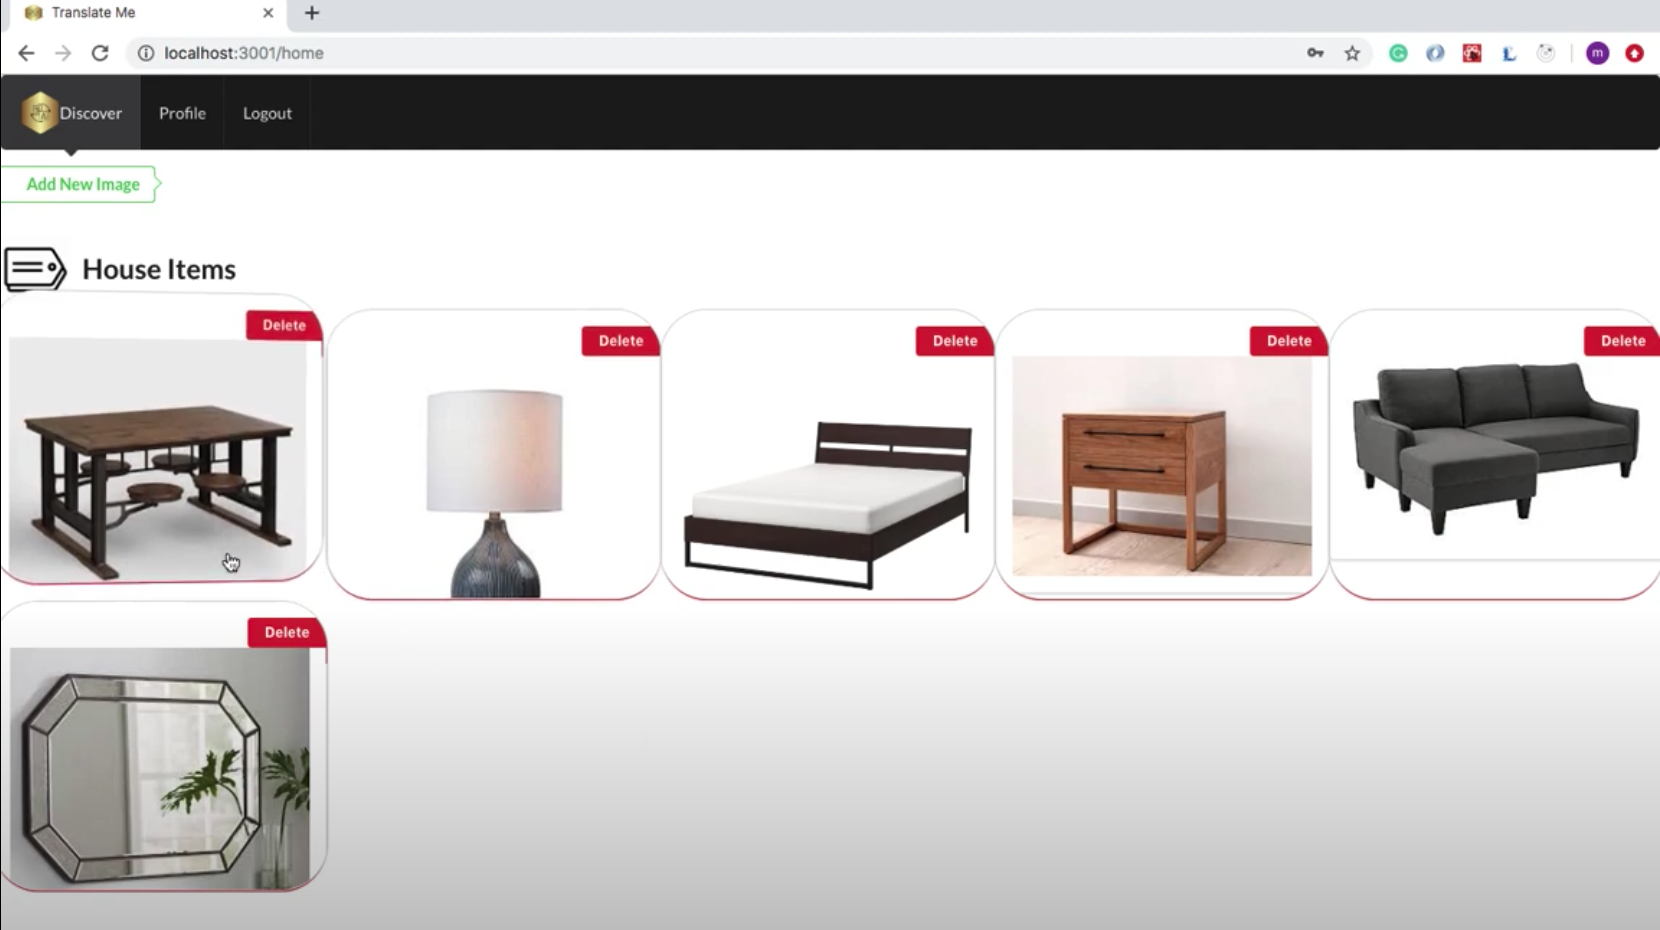 Translate Me
localhost:3001/home
m
Discover
Profile
Logout
Add New Image
House Items
Delete
Delete
Delete
Delete
Delete
Delete